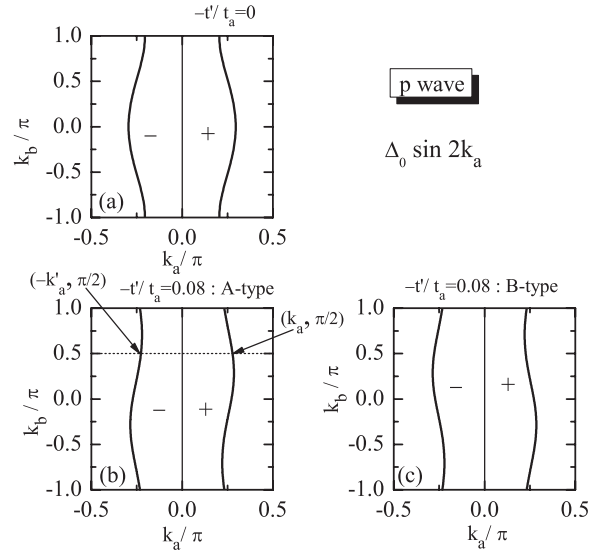 −t'/ t_a=0
1.0
0.5
0.0
-0.5
-1.0
k_b / π
− +
(a)
-0.5 0.0 0.5
k_a / π
p wave
Δ_0 sin 2k_a
(−k'_a, π/2)
−t'/ t_a=0.08 : A-type
(k_a, π/2)
1.0
0.5
0.0
-0.5
-1.0
k_b / π
− +
(b)
-0.5 0.0 0.5
k_a / π
−t'/ t_a=0.08 : B-type
1.0
0.5
0.0
-0.5
-1.0
k_b / π
− +
(c)
-0.5 0.0 0.5
k_a / π